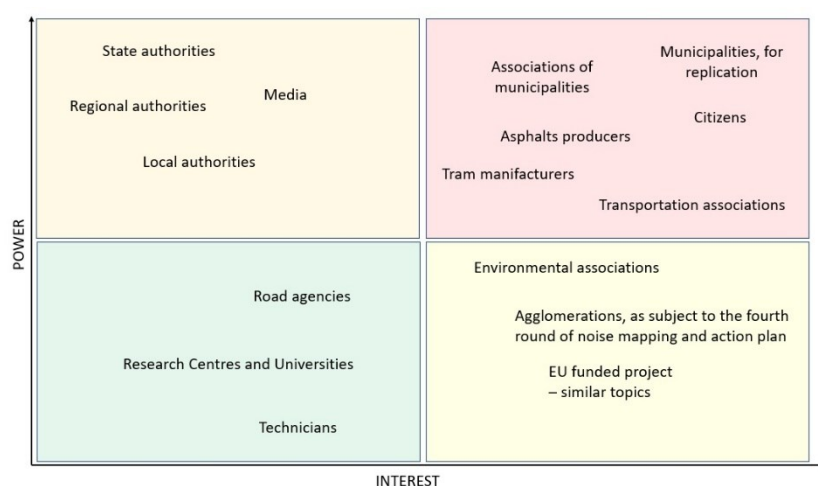 POWER
State authorities
Media
Regional authorities
Local authorities
Municipalities, for
replication
Associations of
municipalities
Citizens
Asphalts producers
Tram manifacturers
Transportation associations
Road agencies
Research Centres and Universities
Technicians
Environmental associations
Agglomerations, as subject to the fourth
round of noise mapping and action plan
EU funded project
– similar topics
INTEREST